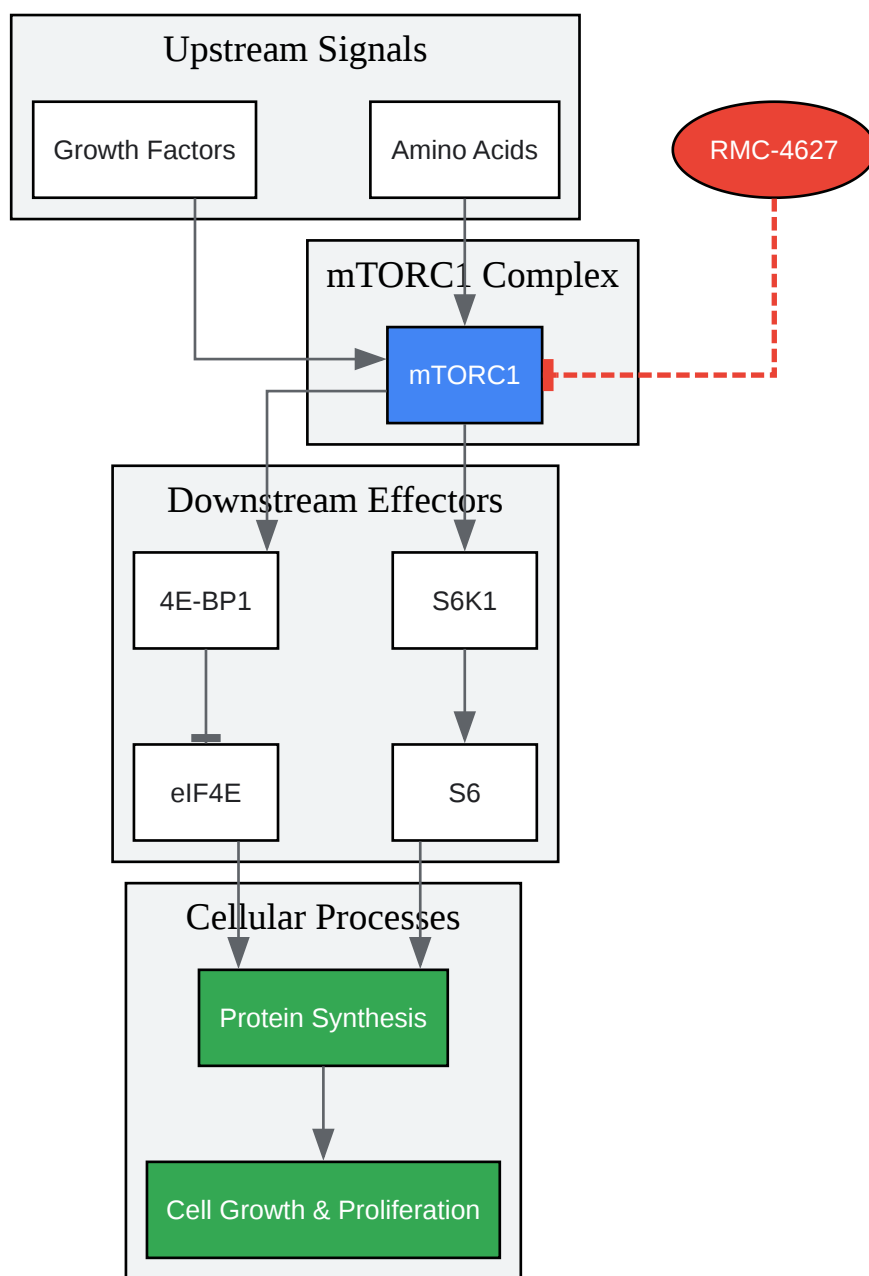 Upstream Signals
Growth Factors
Amino Acids
RMC-4627
mTORC1 Complex
mTORC1
Downstream Effectors
4E-BP1
S6K1
eIF4E
S6
Cellular Processes
Protein Synthesis
Cell Growth & Proliferation